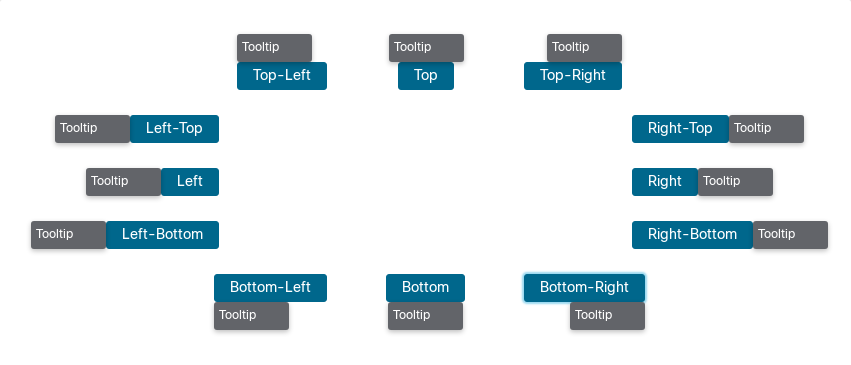 Tooltip Tooltip Tooltip
Top-Left Top Top-Right
Tooltip Left-Top Right-Top Tooltip
Tooltip Left Right Tooltip
Tooltip Left-Bottom Right-Bottom Tooltip
Bottom-Left Bottom Bottom-Right
Tooltip Tooltip Tooltip